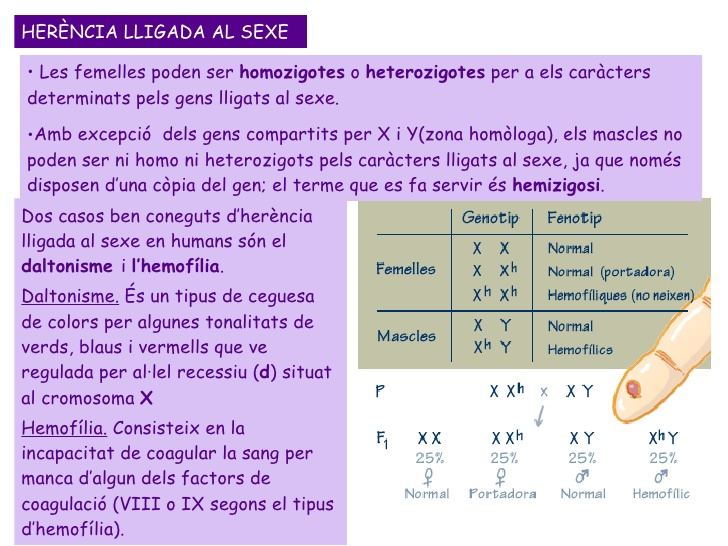 HERÈNCIA LLIGADA AL SEXE
• Les femelles poden ser homozigotes o heterozigotes per a els caràcters
determinats pels gens lligats al sexe.
•Amb excepció dels gens compartits per X i Y(zona homòloga), els mascles no
poden ser ni homo ni heterozigots pels caràcters lligats al sexe, ja que només
disposen d'una còpia del gen; el terme que es fa servir és hemizigosi.
Dos casos ben coneguts d'herència
lligada al sexe en humans són el
daltonisme i l'hemofília.
Daltonisme. És un tipus de ceguesa
de colors per algunes tonalitats de
verds, blaus i vermells que ve
regulada per al·lel recessiu (d) situat
al cromosoma X
Hemofília. Consisteix en la
incapacitat de coagular la sang per
manca d'algun dels factors de
coagulació (VIII o IX segons el tipus
d'hemofília).
Genotip Fenotip
X X Normal
Femelles X Xh Normal (portadora)
Xh Xh Hemofíliques (no neixen)
Mascles X Y Normal
Xh Y Hemofílics
P X Xh x X Y
F1 X X X Xh X Y Xh Y
25% 25% 25% 25%
♀ ♀ ♂ ♂
Normal Portadora Normal Hemofílic